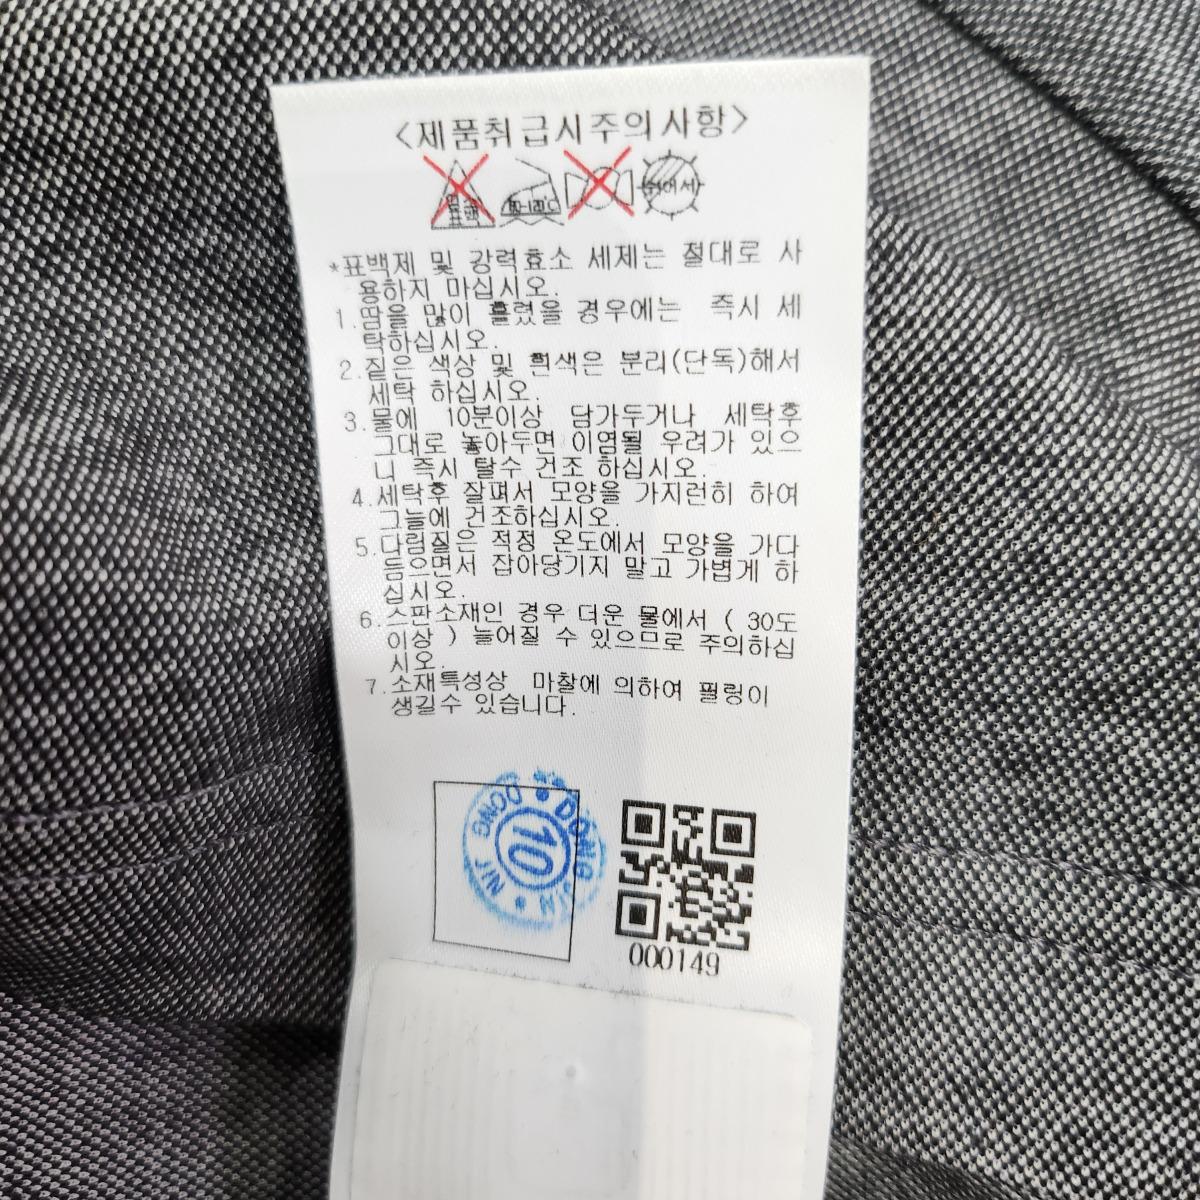 <제품취급시주의사항>
염소
표백
80-120℃
뉘어서
*표백제 및 강력효소 세제는 절대로 사
용하지 마십시오.
1.땀을 많이 흘렸을 경우에는 즉시 세
탁하십시오.
2.짙은 색상 및 흰색은 분리(단독)해서
세탁 하십시오.
3.물에 10분이상 담가두거나 세탁후
그대로 놓아두면 이염될 우려가 있으
니 즉시 탈수 건조 하십시오.
4.세탁후 잘펴서 모양을 가지런히 하여
그늘에 건조하십시오.
5.다림질은 적정 온도에서 모양을 가다
듬으면서 잡아당기지 말고 가볍게 하
십시오.
6.스판소재인 경우 더운 물에서 ( 30도
이상 ) 늘어질 수 있으므로 주의하십
시오.
7.소재특성상 마찰에 의하여 필링이
생길수 있습니다.
DONG IN
10
DONG IN
000149